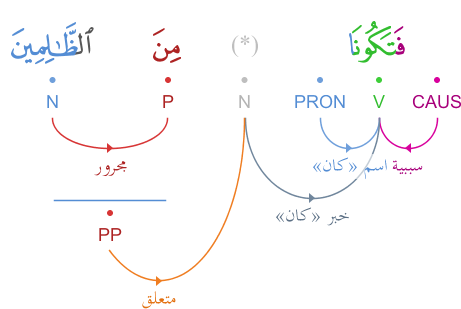 فَتَكُونَا (*) مِنَ ٱلظَّـٰلِمِينَ
N P N PRON V CAUS
مجرور اسم «كان» سببية
خبر «كان»
PP
متعلق